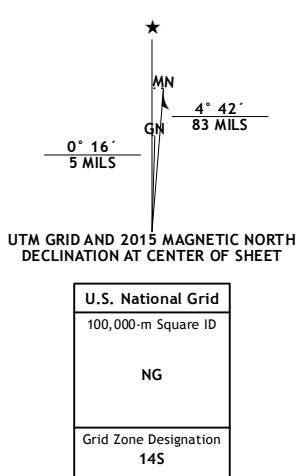 ★
MN
4° 42´
83 MILS
GN
0° 16´
5 MILS
UTM GRID AND 2015 MAGNETIC NORTH
DECLINATION AT CENTER OF SHEET
U.S. National Grid
100,000-m Square ID
NG
Grid Zone Designation
14S